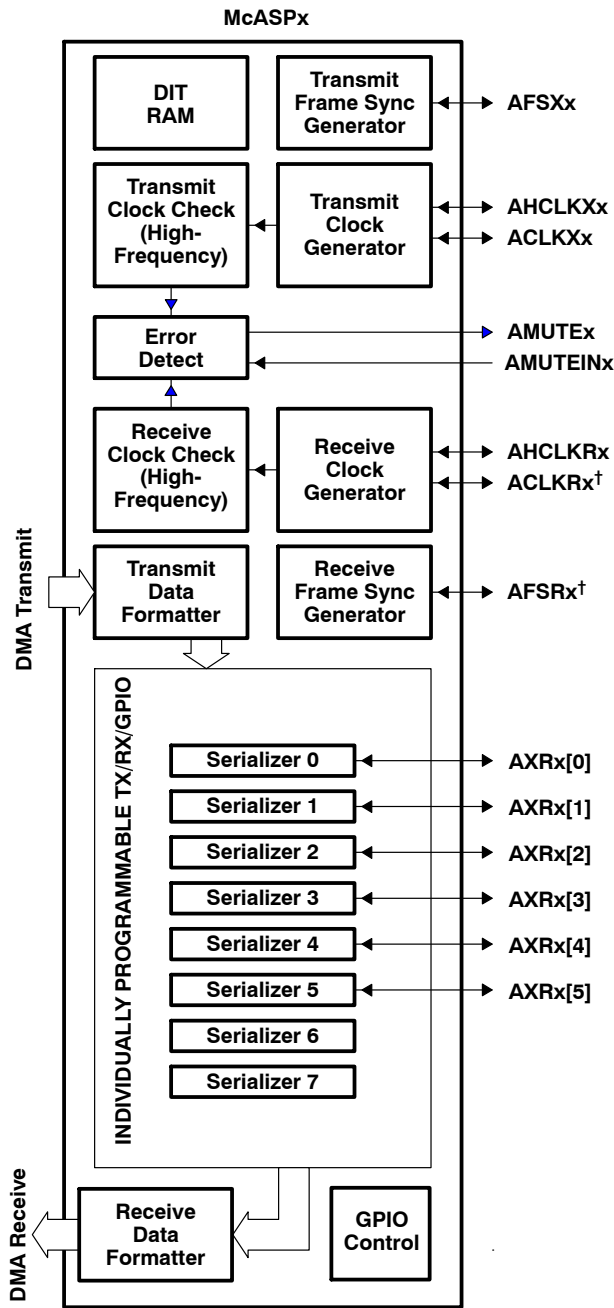 McASPx
DIT
RAM
Transmit
Frame Sync
Generator
AFSXx
Transmit
Clock Check
(High-
Frequency)
Transmit
Clock
Generator
AHCLKXx
ACLKXx
Error
Detect
AMUTEx
AMUTEINx
Receive
Clock Check
(High-
Frequency)
Receive
Clock
Generator
AHCLKRx
ACLKRx†
DMA Transmit
Transmit
Data
Formatter
Receive
Frame Sync
Generator
AFSRx†
INDIVIDUALLY PROGRAMMABLE TX/RX/GPIO
Serializer 0
AXRx[0]
Serializer 1
AXRx[1]
Serializer 2
AXRx[2]
Serializer 3
AXRx[3]
Serializer 4
AXRx[4]
Serializer 5
AXRx[5]
Serializer 6
Serializer 7
DMA Receive
Receive
Data
Formatter
GPIO
Control